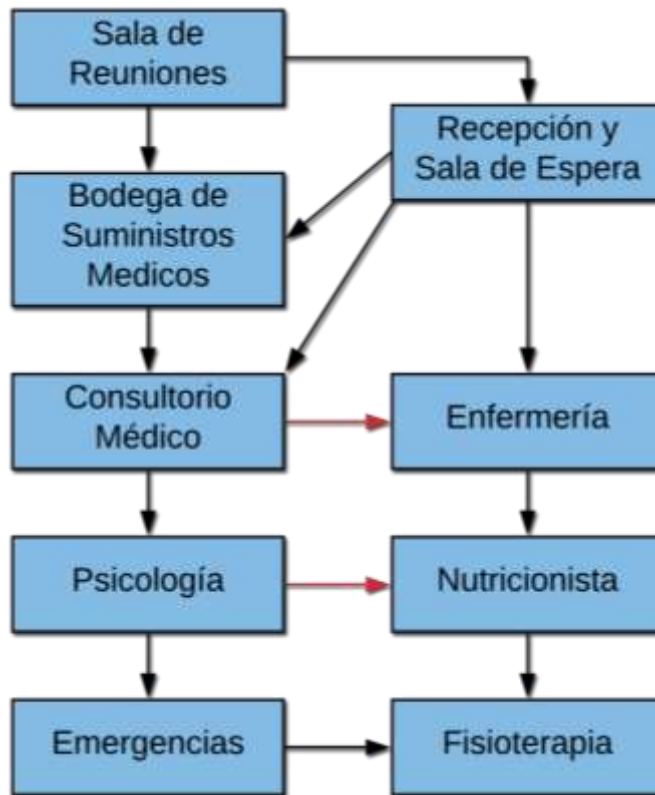 Sala de
Reuniones
Recepción y
Sala de Espera
Bodega de
Suministros
Medicos
Consultorio
Médico
Enfermería
Psicología
Nutricionista
Emergencias
Fisioterapia